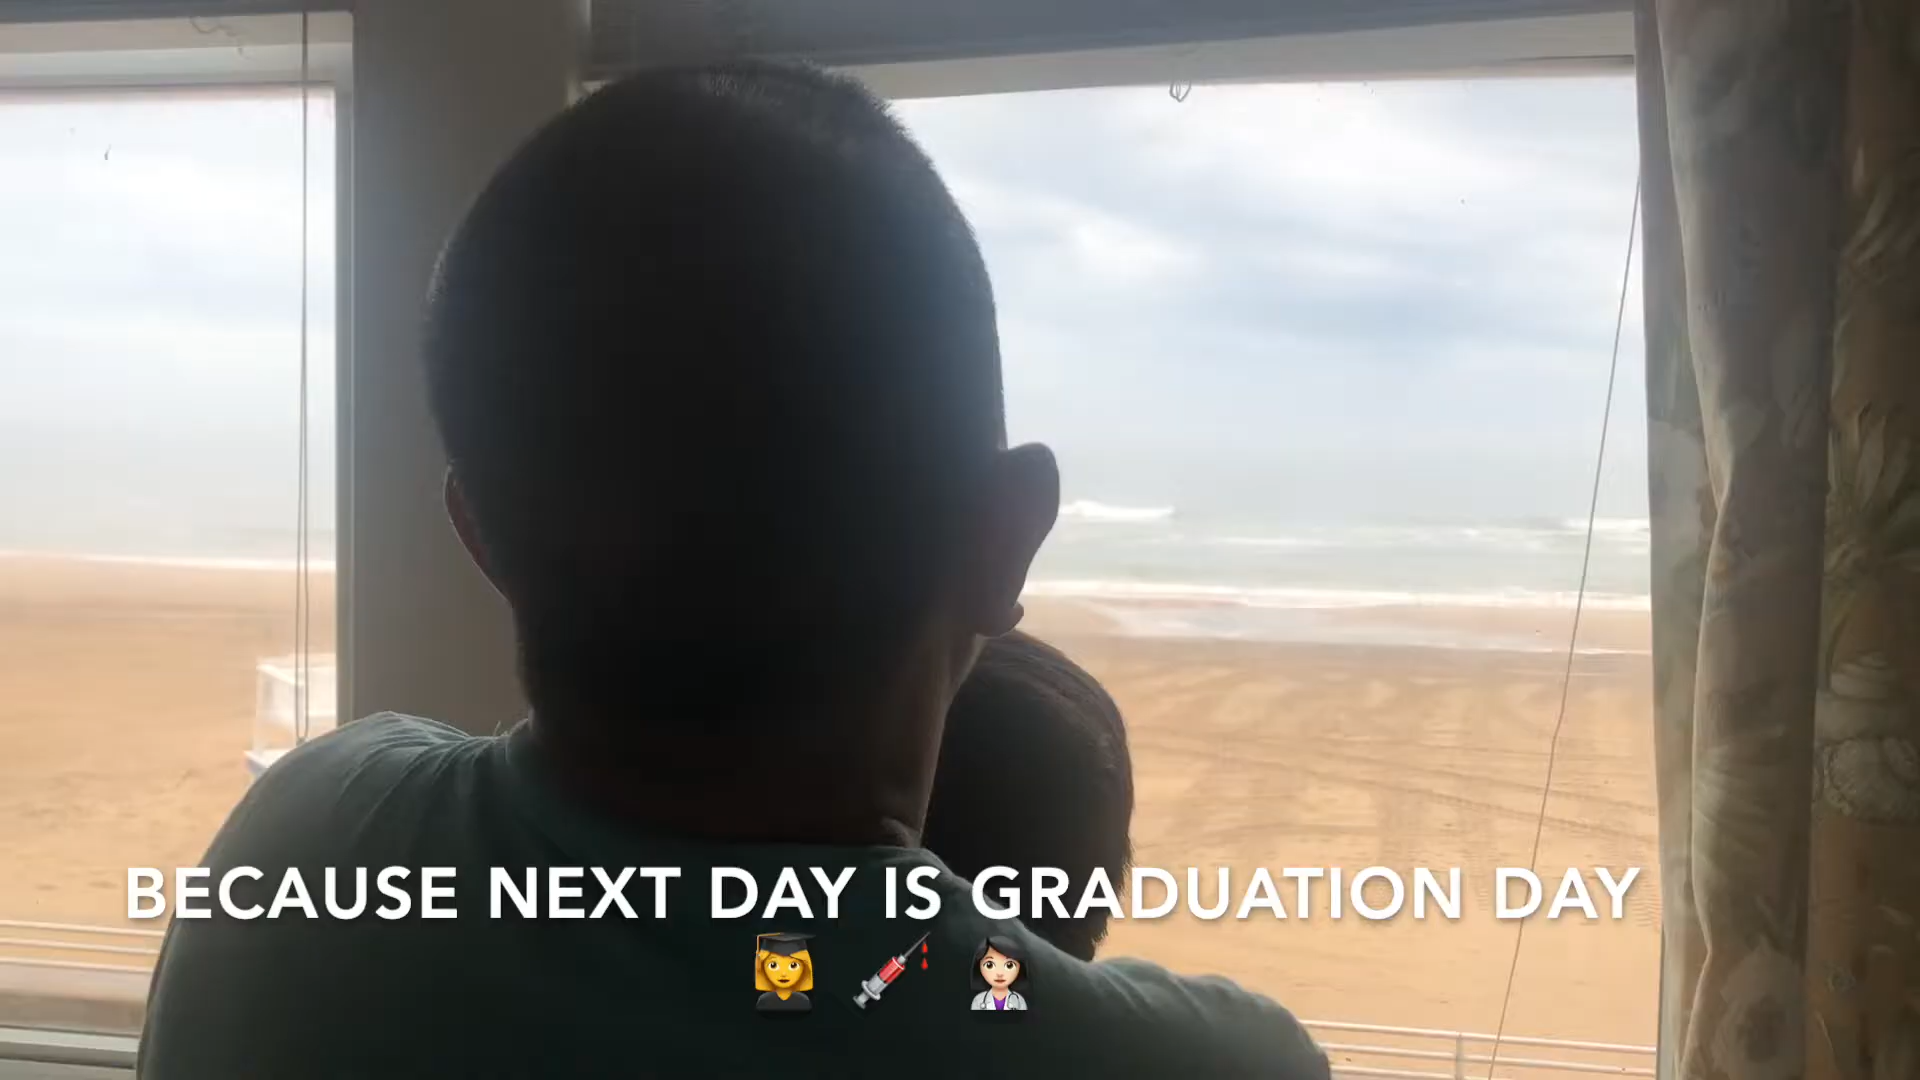 BECAUSE NEXT DAY IS GRADUATION DAY
👩‍🎓 💉 👩🏻‍⚕️